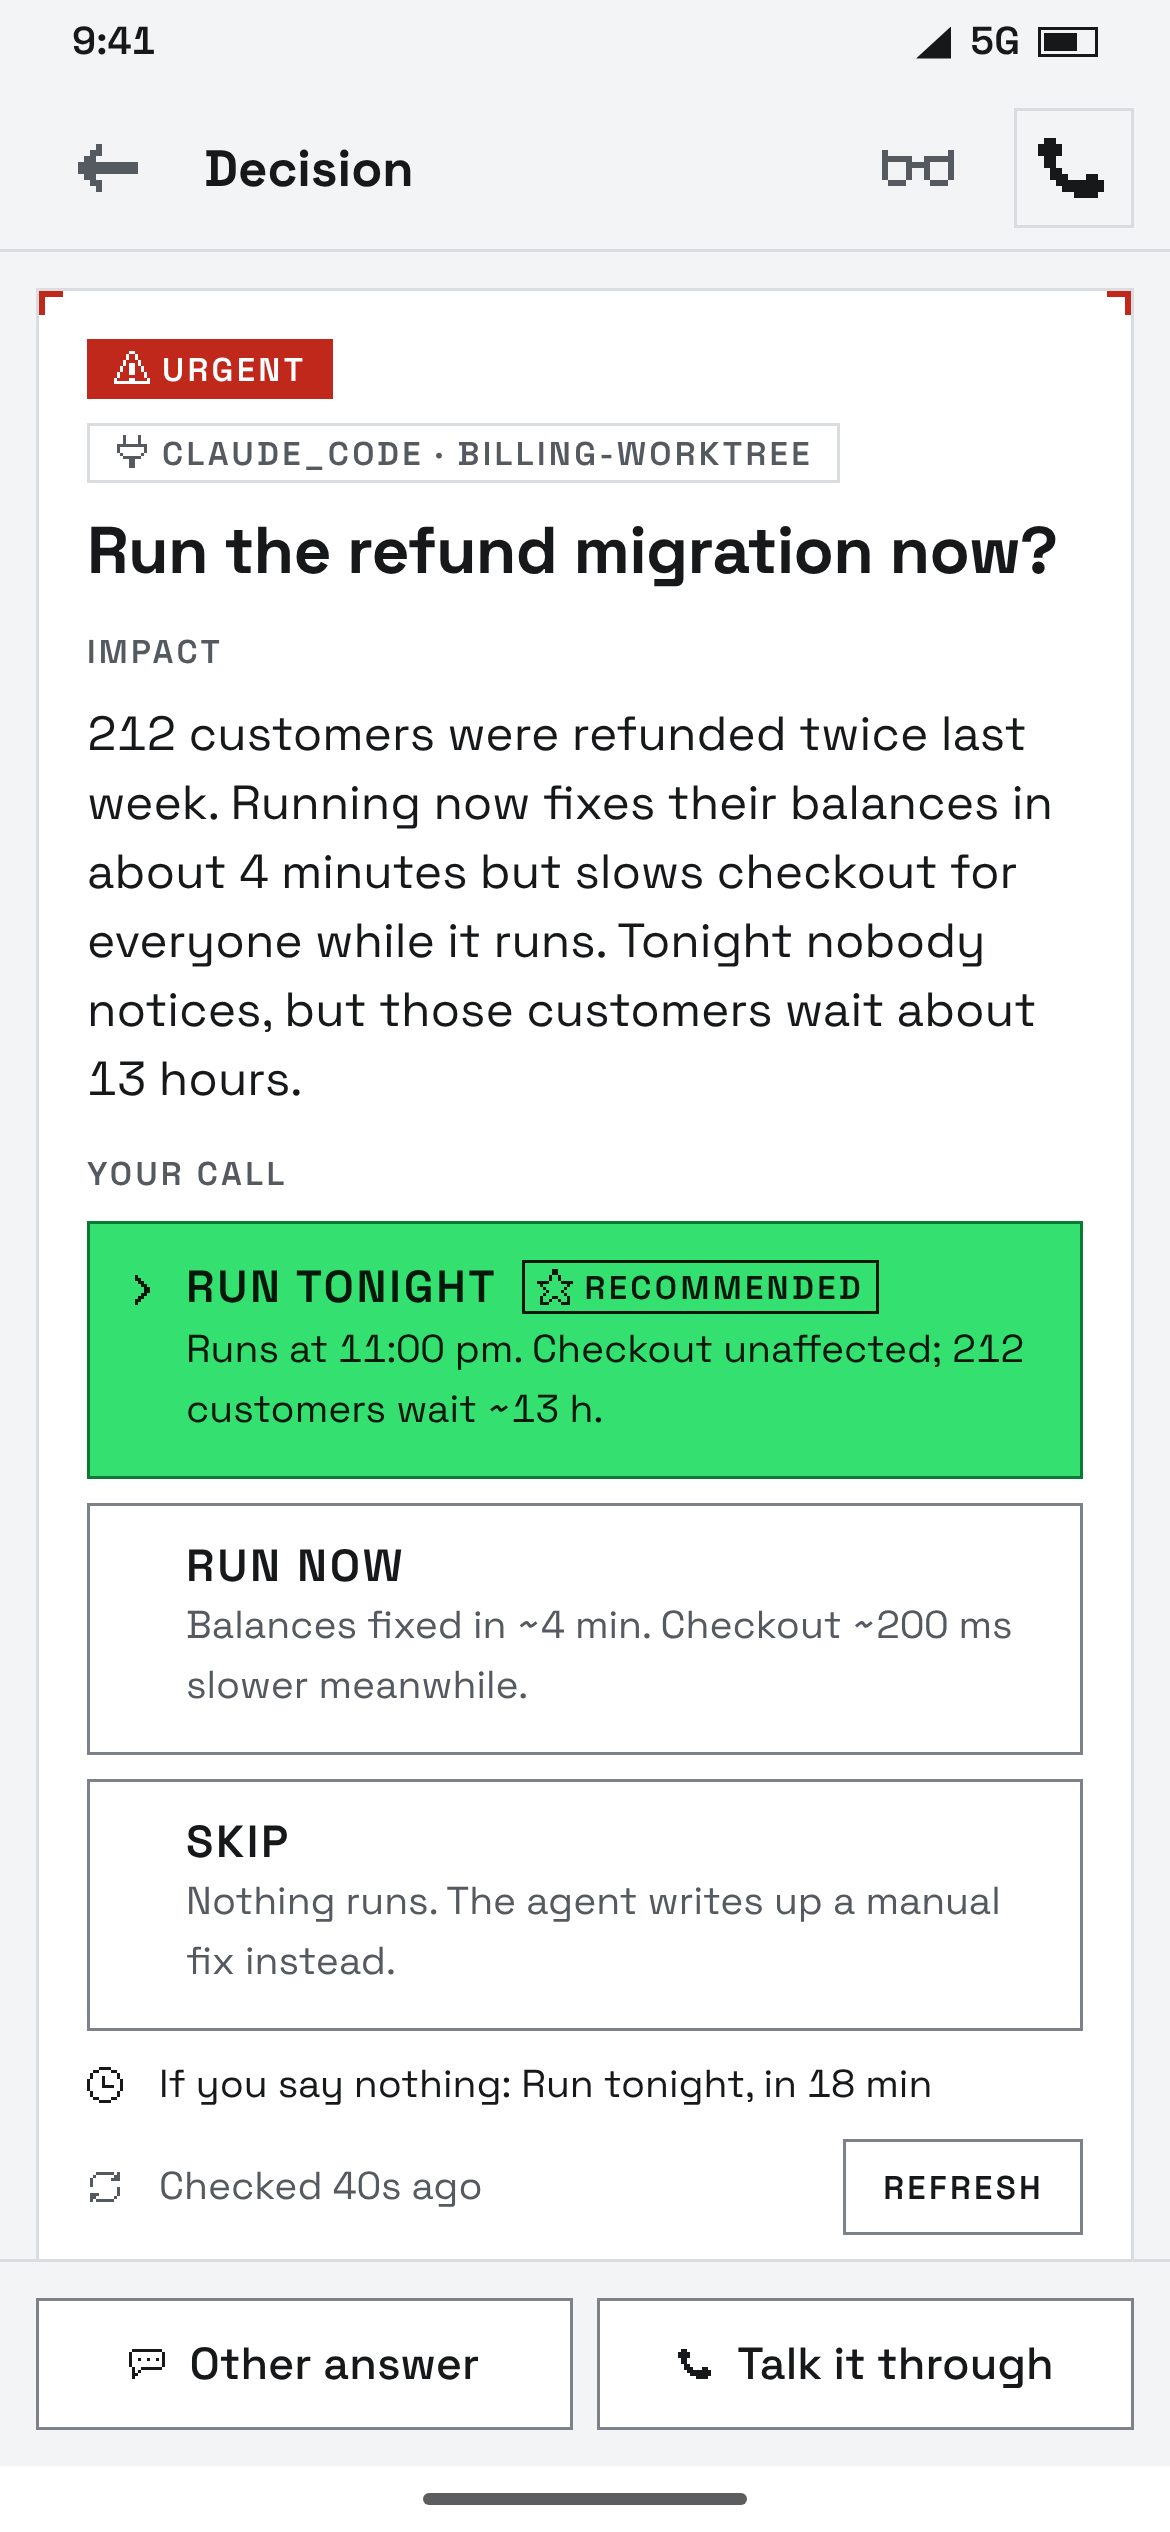 9:41
5G
Decision
URGENT
CLAUDE_CODE · BILLING-WORKTREE
Run the refund migration now?
IMPACT
212 customers were refunded twice last
week. Running now fixes their balances in
about 4 minutes but slows checkout for
everyone while it runs. Tonight nobody
notices, but those customers wait about
13 hours.
YOUR CALL
RUN TONIGHT RECOMMENDED
Runs at 11:00 pm. Checkout unaffected; 212
customers wait ~13 h.
RUN NOW
Balances fixed in ~4 min. Checkout ~200 ms
slower meanwhile.
SKIP
Nothing runs. The agent writes up a manual
fix instead.
If you say nothing: Run tonight, in 18 min
Checked 40s ago
REFRESH
Other answer
Talk it through